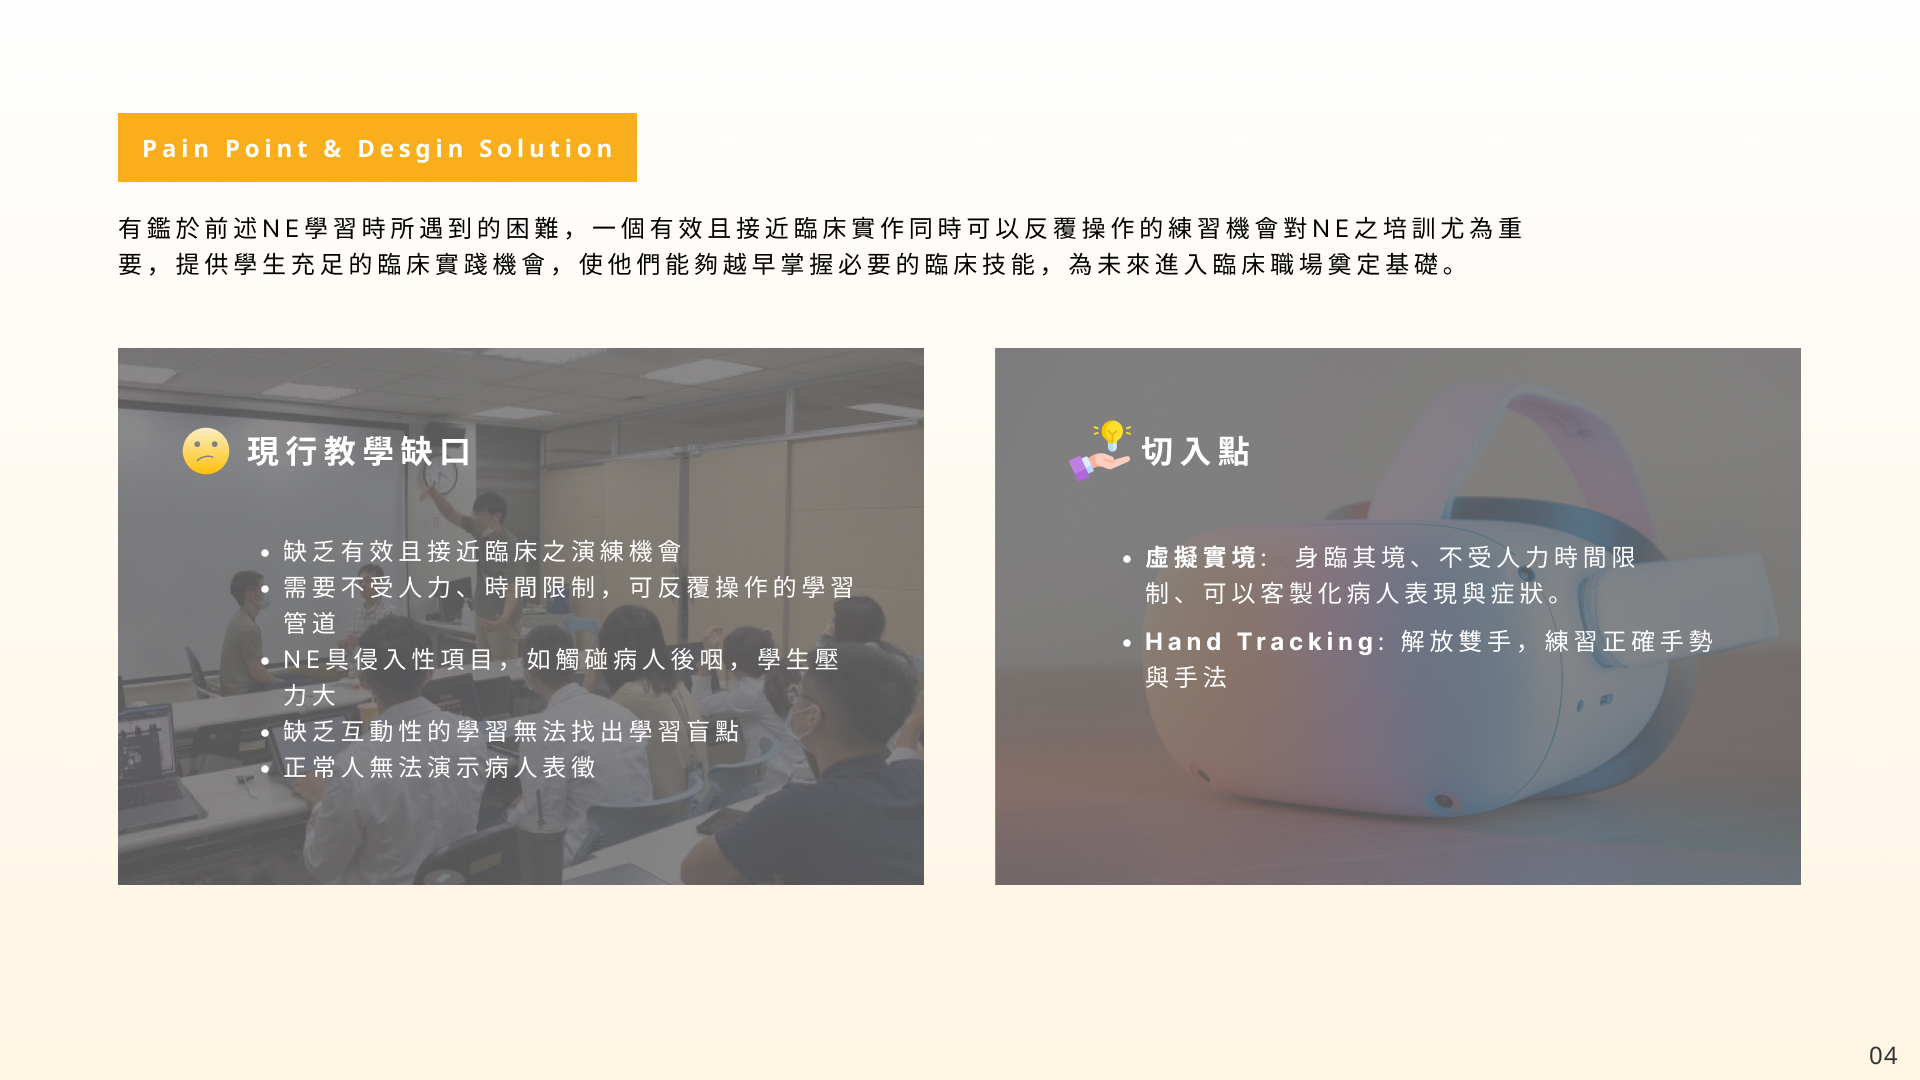 Pain Point & Desgin Solution
有鑑於前述NE學習時所遇到的困難，一個有效且接近臨床實作同時可以反覆操作的練習機會對NE之培訓尤為重
要，提供學生充足的臨床實踐機會，使他們能夠越早掌握必要的臨床技能，為未來進入臨床職場奠定基礎。
現行教學缺口
• 缺乏有效且接近臨床之演練機會
• 需要不受人力、時間限制，可反覆操作的學習
管道
• NE具侵入性項目，如觸碰病人後咽，學生壓
力大
• 缺乏互動性的學習無法找出學習盲點
• 正常人無法演示病人表徵
切入點
• 虛擬實境： 身臨其境、不受人力時間限
制、可以客製化病人表現與症狀。
• Hand Tracking: 解放雙手，練習正確手勢
與手法
04